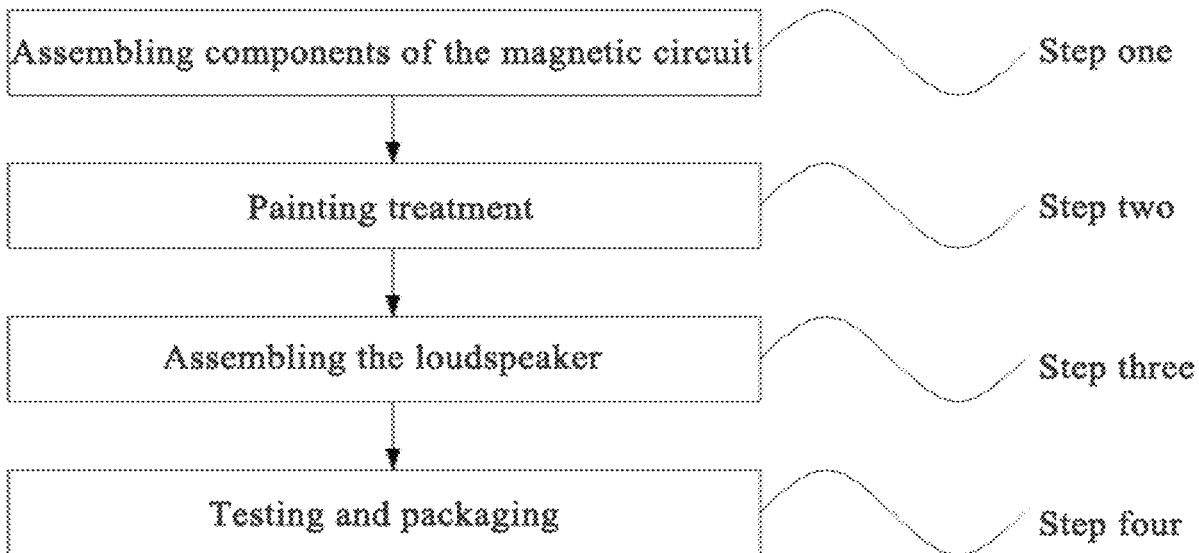 Assembling components of the magnetic circuit
Step one
Painting treatment
Step two
Assembling the loudspeaker
Step three
Testing and packaging
Step four